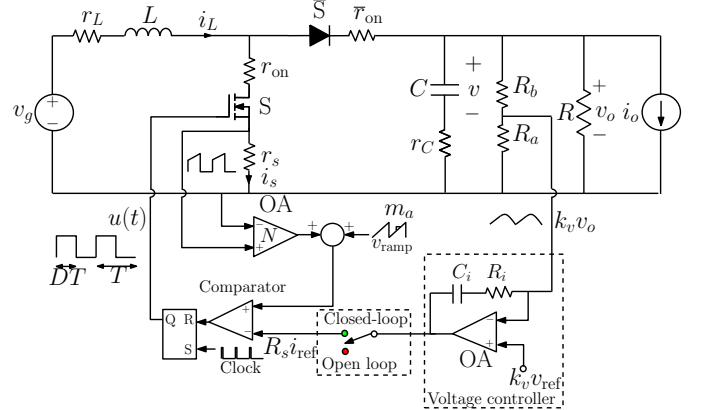 r_L
L
i_L
S̅
r̅_on
r_on
v_g
+
−
S
C
+
v
−
R_b
R_a
R
+
v_o
−
i_o
r_C
r_s
i_s
u(t)
OA
−
N
+
+
+
m_a
v_ramp
k_v v_o
DT
T
Comparator
C_i
R_i
Q R
S
+
−
Closed-loop
−
+
R_s i_ref
Clock
Open loop
OA
k_v v_ref
Voltage controller